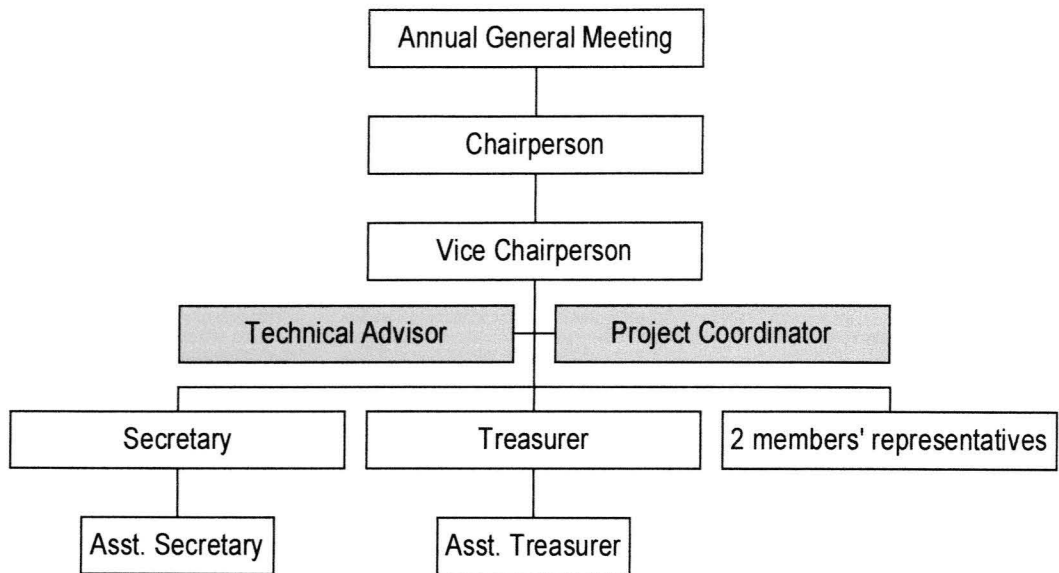 Annual General Meeting
Chairperson
Vice Chairperson
Technical Advisor
Project Coordinator
Secretary
Treasurer
2 members' representatives
Asst. Secretary
Asst. Treasurer